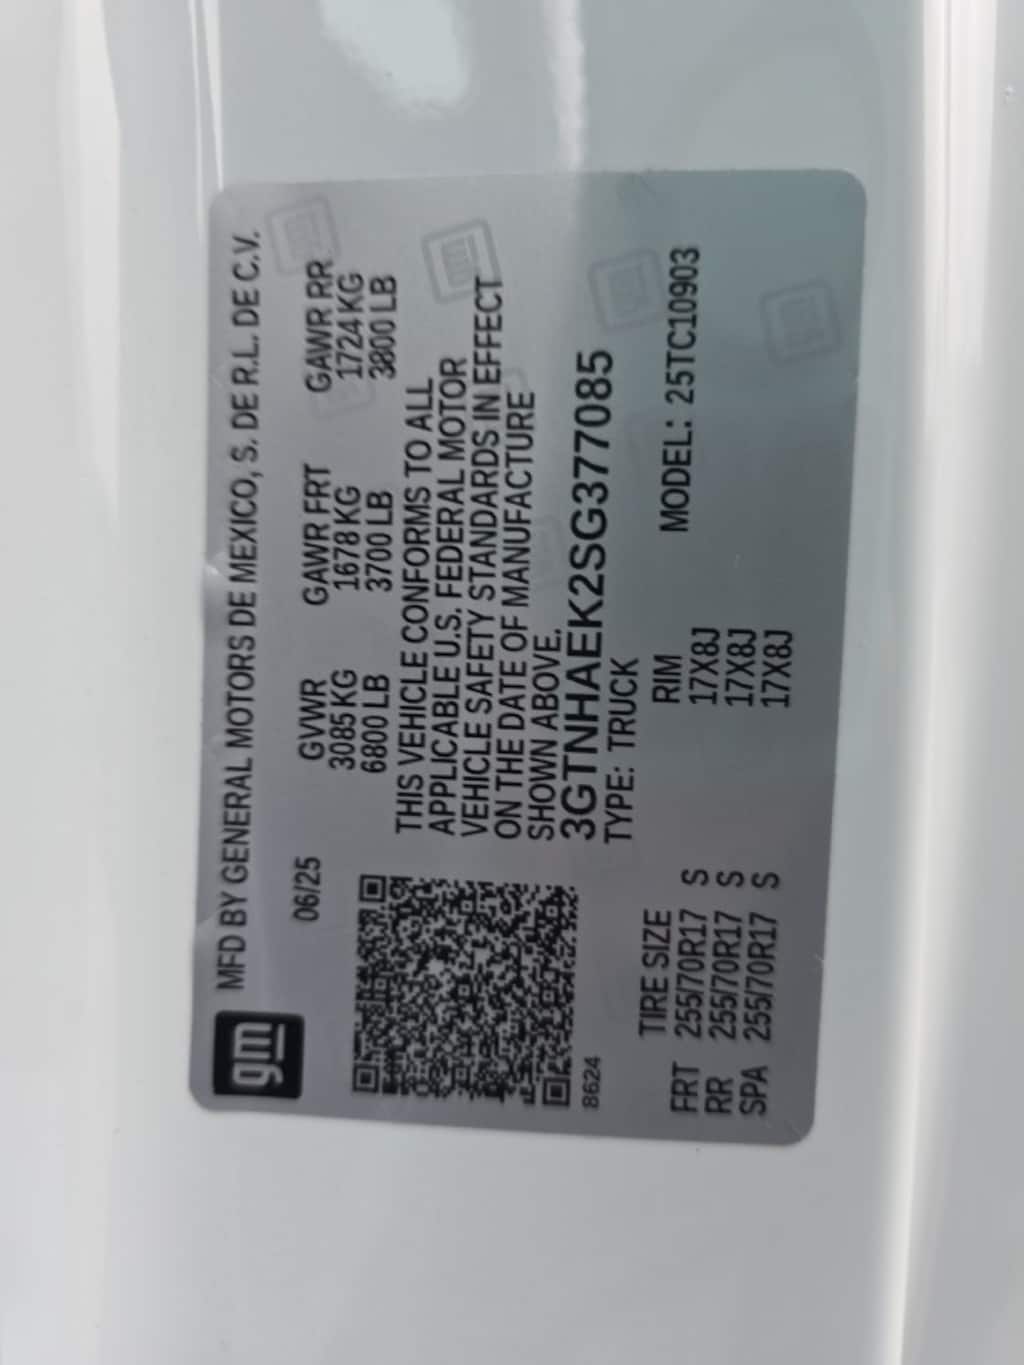 gm
MFD BY GENERAL MOTORS DE MEXICO, S. DE R.L. DE C.V.
06/25
GVWR GAWR FRT GAWR RR
3085 KG 1678 KG 1724 KG
6800 LB 3700 LB 3800 LB
THIS VEHICLE CONFORMS TO ALL
APPLICABLE U.S. FEDERAL MOTOR
VEHICLE SAFETY STANDARDS IN EFFECT
ON THE DATE OF MANUFACTURE
SHOWN ABOVE.
3GTNHAEK2SG377085
8624
TYPE: TRUCK
TIRE SIZE RIM MODEL: 25TC10903
FRT 255/70R17 S 17X8J
RR 255/70R17 S 17X8J
SPA 255/70R17 S 17X8J